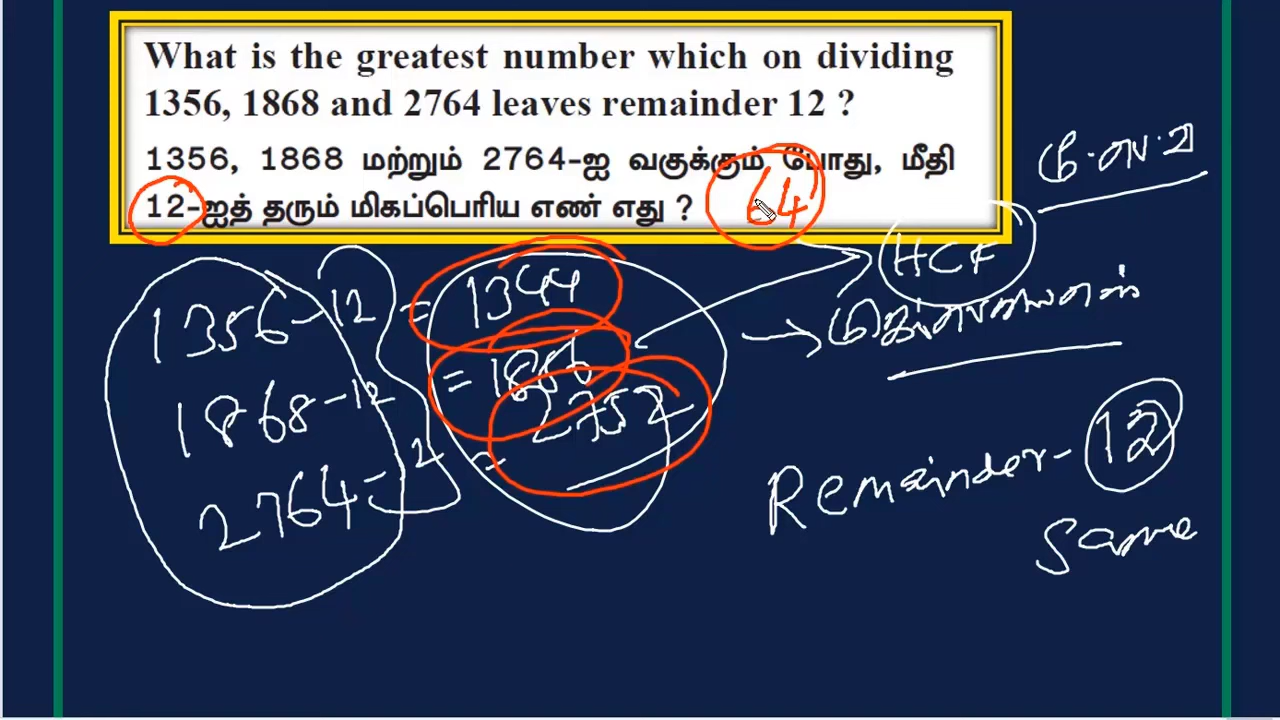 What is the greatest number which on dividing
1356, 1868 and 2764 leaves remainder 12 ?
1356, 1868 மற்றும் 2764-ஐ வகுக்கும் போது, மீதி
12-ஐத் தரும் மிகப்பெரிய எண் எது ?
64
HCF
1356-12 = 1344
1868-12 = 1856
2764-12 = 2752
Remainder- 12
Same